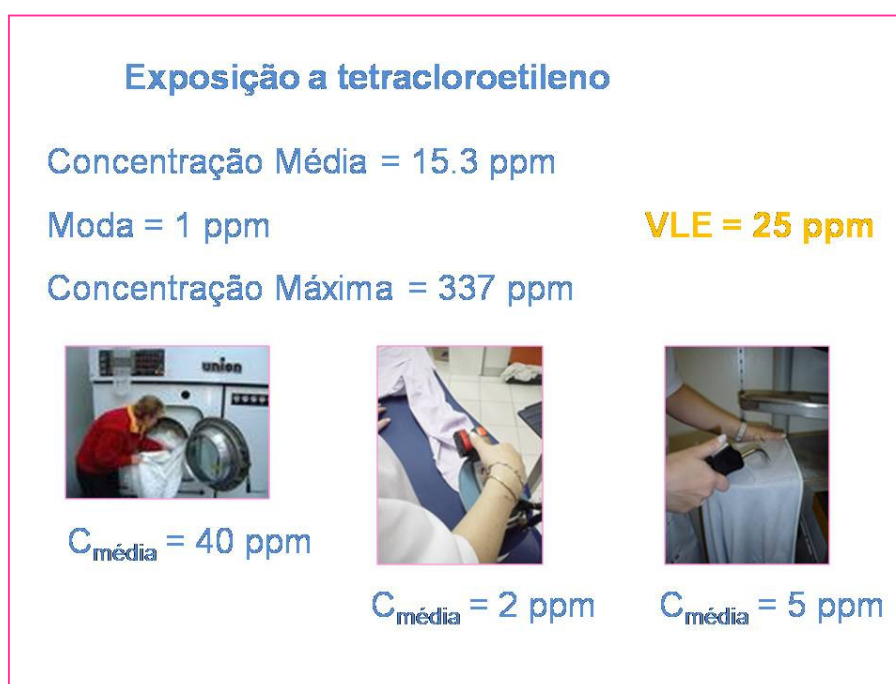 Exposição a tetracloroetileno
Concentração Média = 15.3 ppm
Moda = 1 ppm
VLE = 25 ppm
Concentração Máxima = 337 ppm
union
Cmédia = 40 ppm
Cmédia = 2 ppm
Cmédia = 5 ppm